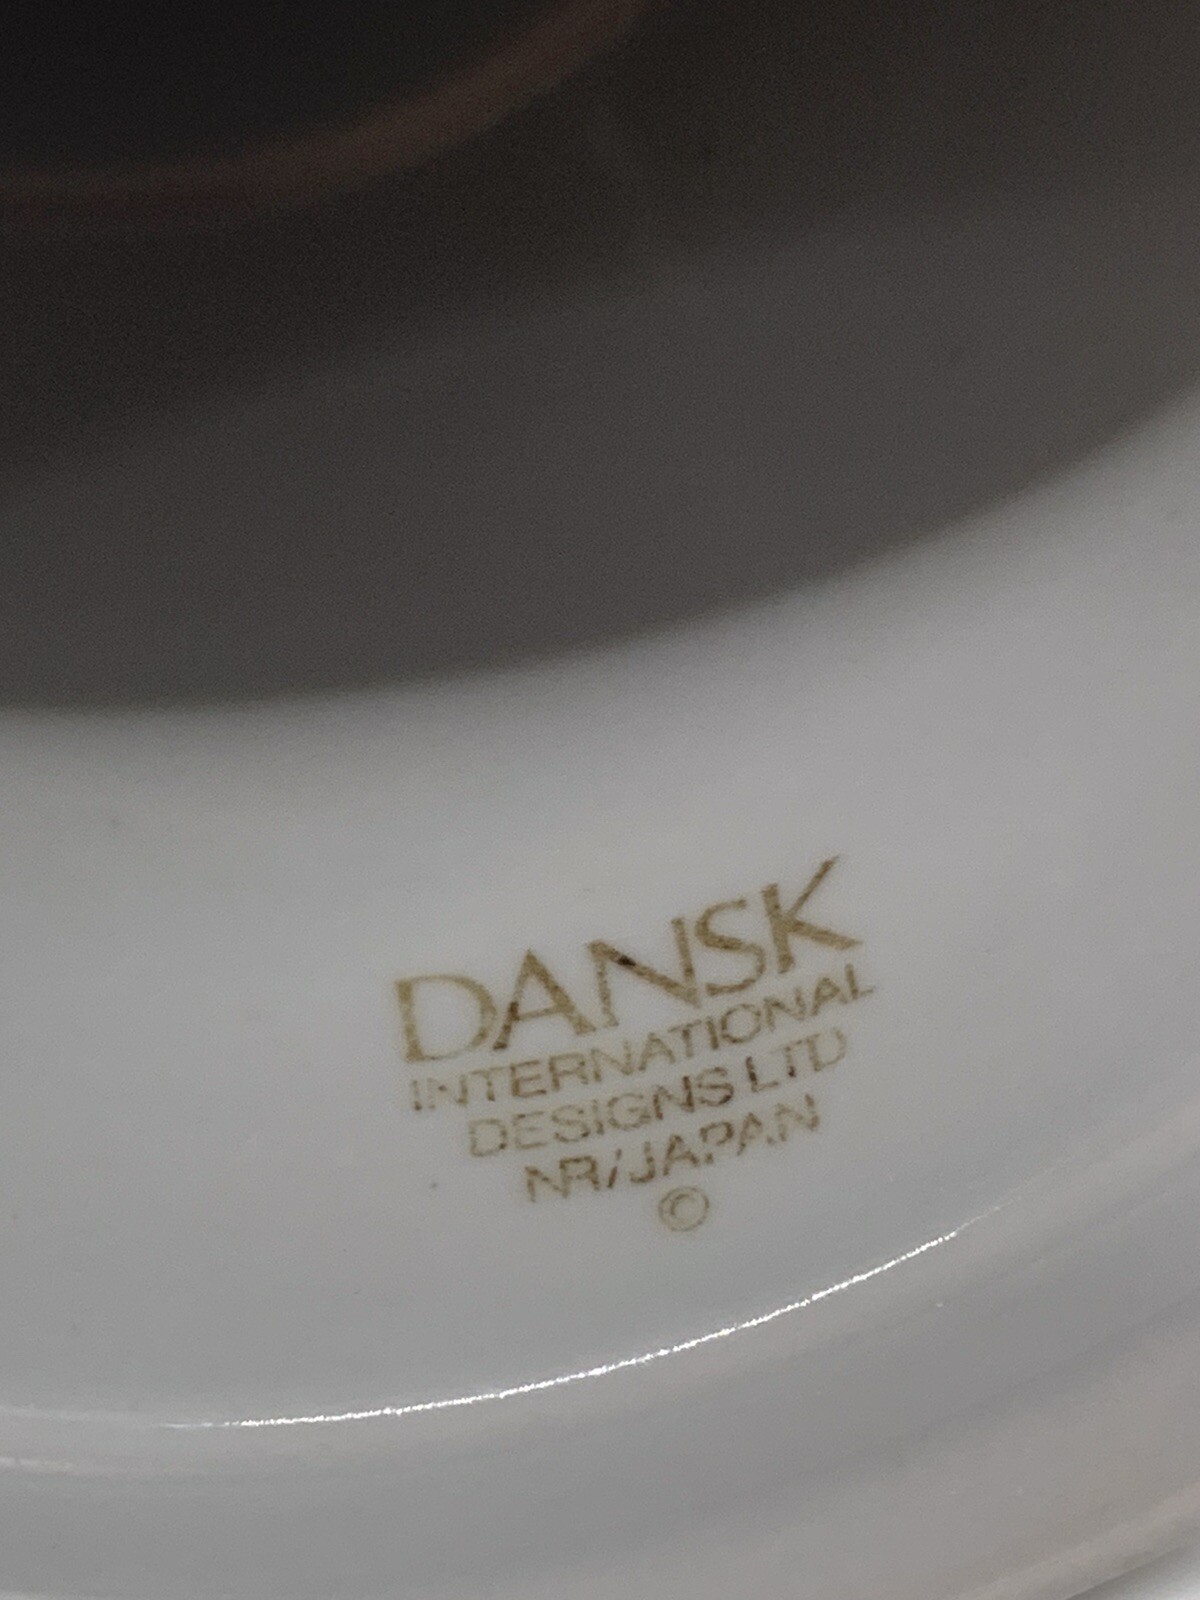 DANSK
INTERNATIONAL
DESIGNS LTD
NR/JAPAN
©